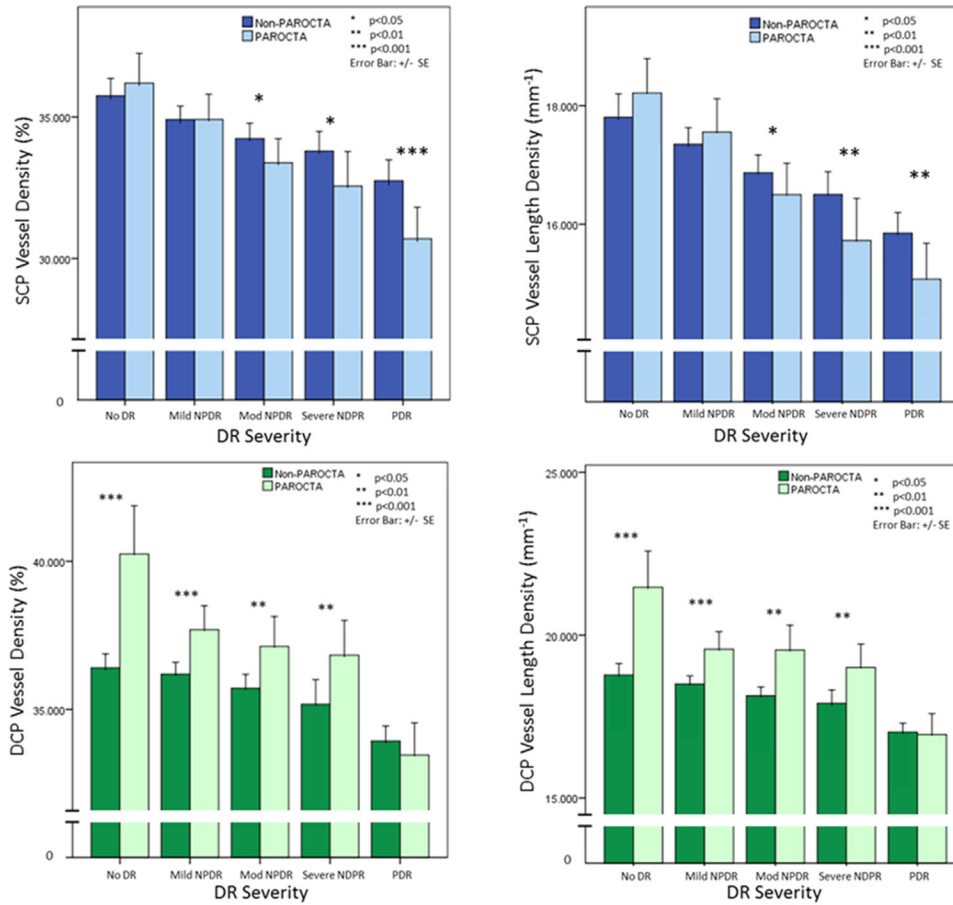 Non-PAROCTA
PAROCTA
* p<0.05
** p<0.01
*** p<0.001
Error Bar: +/- SE
SCP Vessel Density (%)
35.000
30.000
0
*
*
***
No DR
Mild NPDR
Mod NPDR
Severe NDPR
PDR
DR Severity
Non-PAROCTA
PAROCTA
* p<0.05
** p<0.01
*** p<0.001
Error Bar: +/- SE
SCP Vessel Length Density (mm⁻¹)
18.000
16.000
*
**
**
No DR
Mild NPDR
Mod NPDR
Severe NDPR
PDR
DR Severity
Non-PAROCTA
PAROCTA
* p<0.05
** p<0.01
*** p<0.001
Error Bar: +/- SE
DCP Vessel Density (%)
40.000
35.000
0
***
***
**
**
No DR
Mild NPDR
Mod NPDR
Severe NDPR
PDR
DR Severity
Non-PAROCTA
PAROCTA
* p<0.05
** p<0.01
*** p<0.001
Error Bar: +/- SE
DCP Vessel Length Density (mm⁻¹)
25.000
20.000
15.000
0
***
***
**
**
No DR
Mild NPDR
Mod NPDR
Severe NDPR
PDR
DR Severity